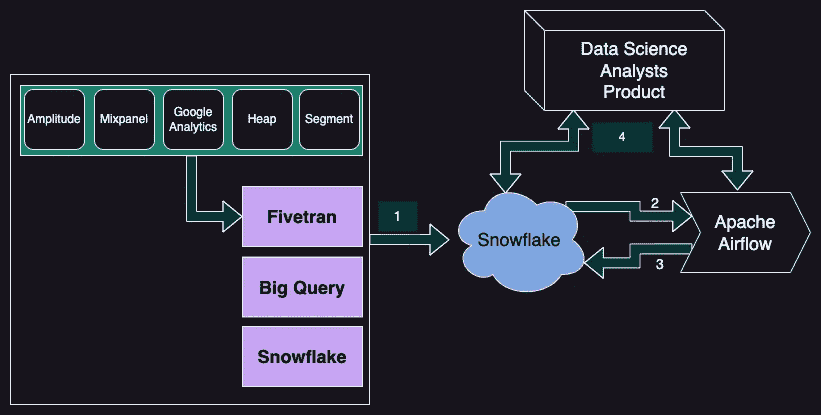 Data Science
Analysts
Product
Amplitude
Mixpanel
Google
Analytics
Heap
Segment
4
Fivetran
1
2
Snowflake
Apache
Airflow
3
Big Query
Snowflake